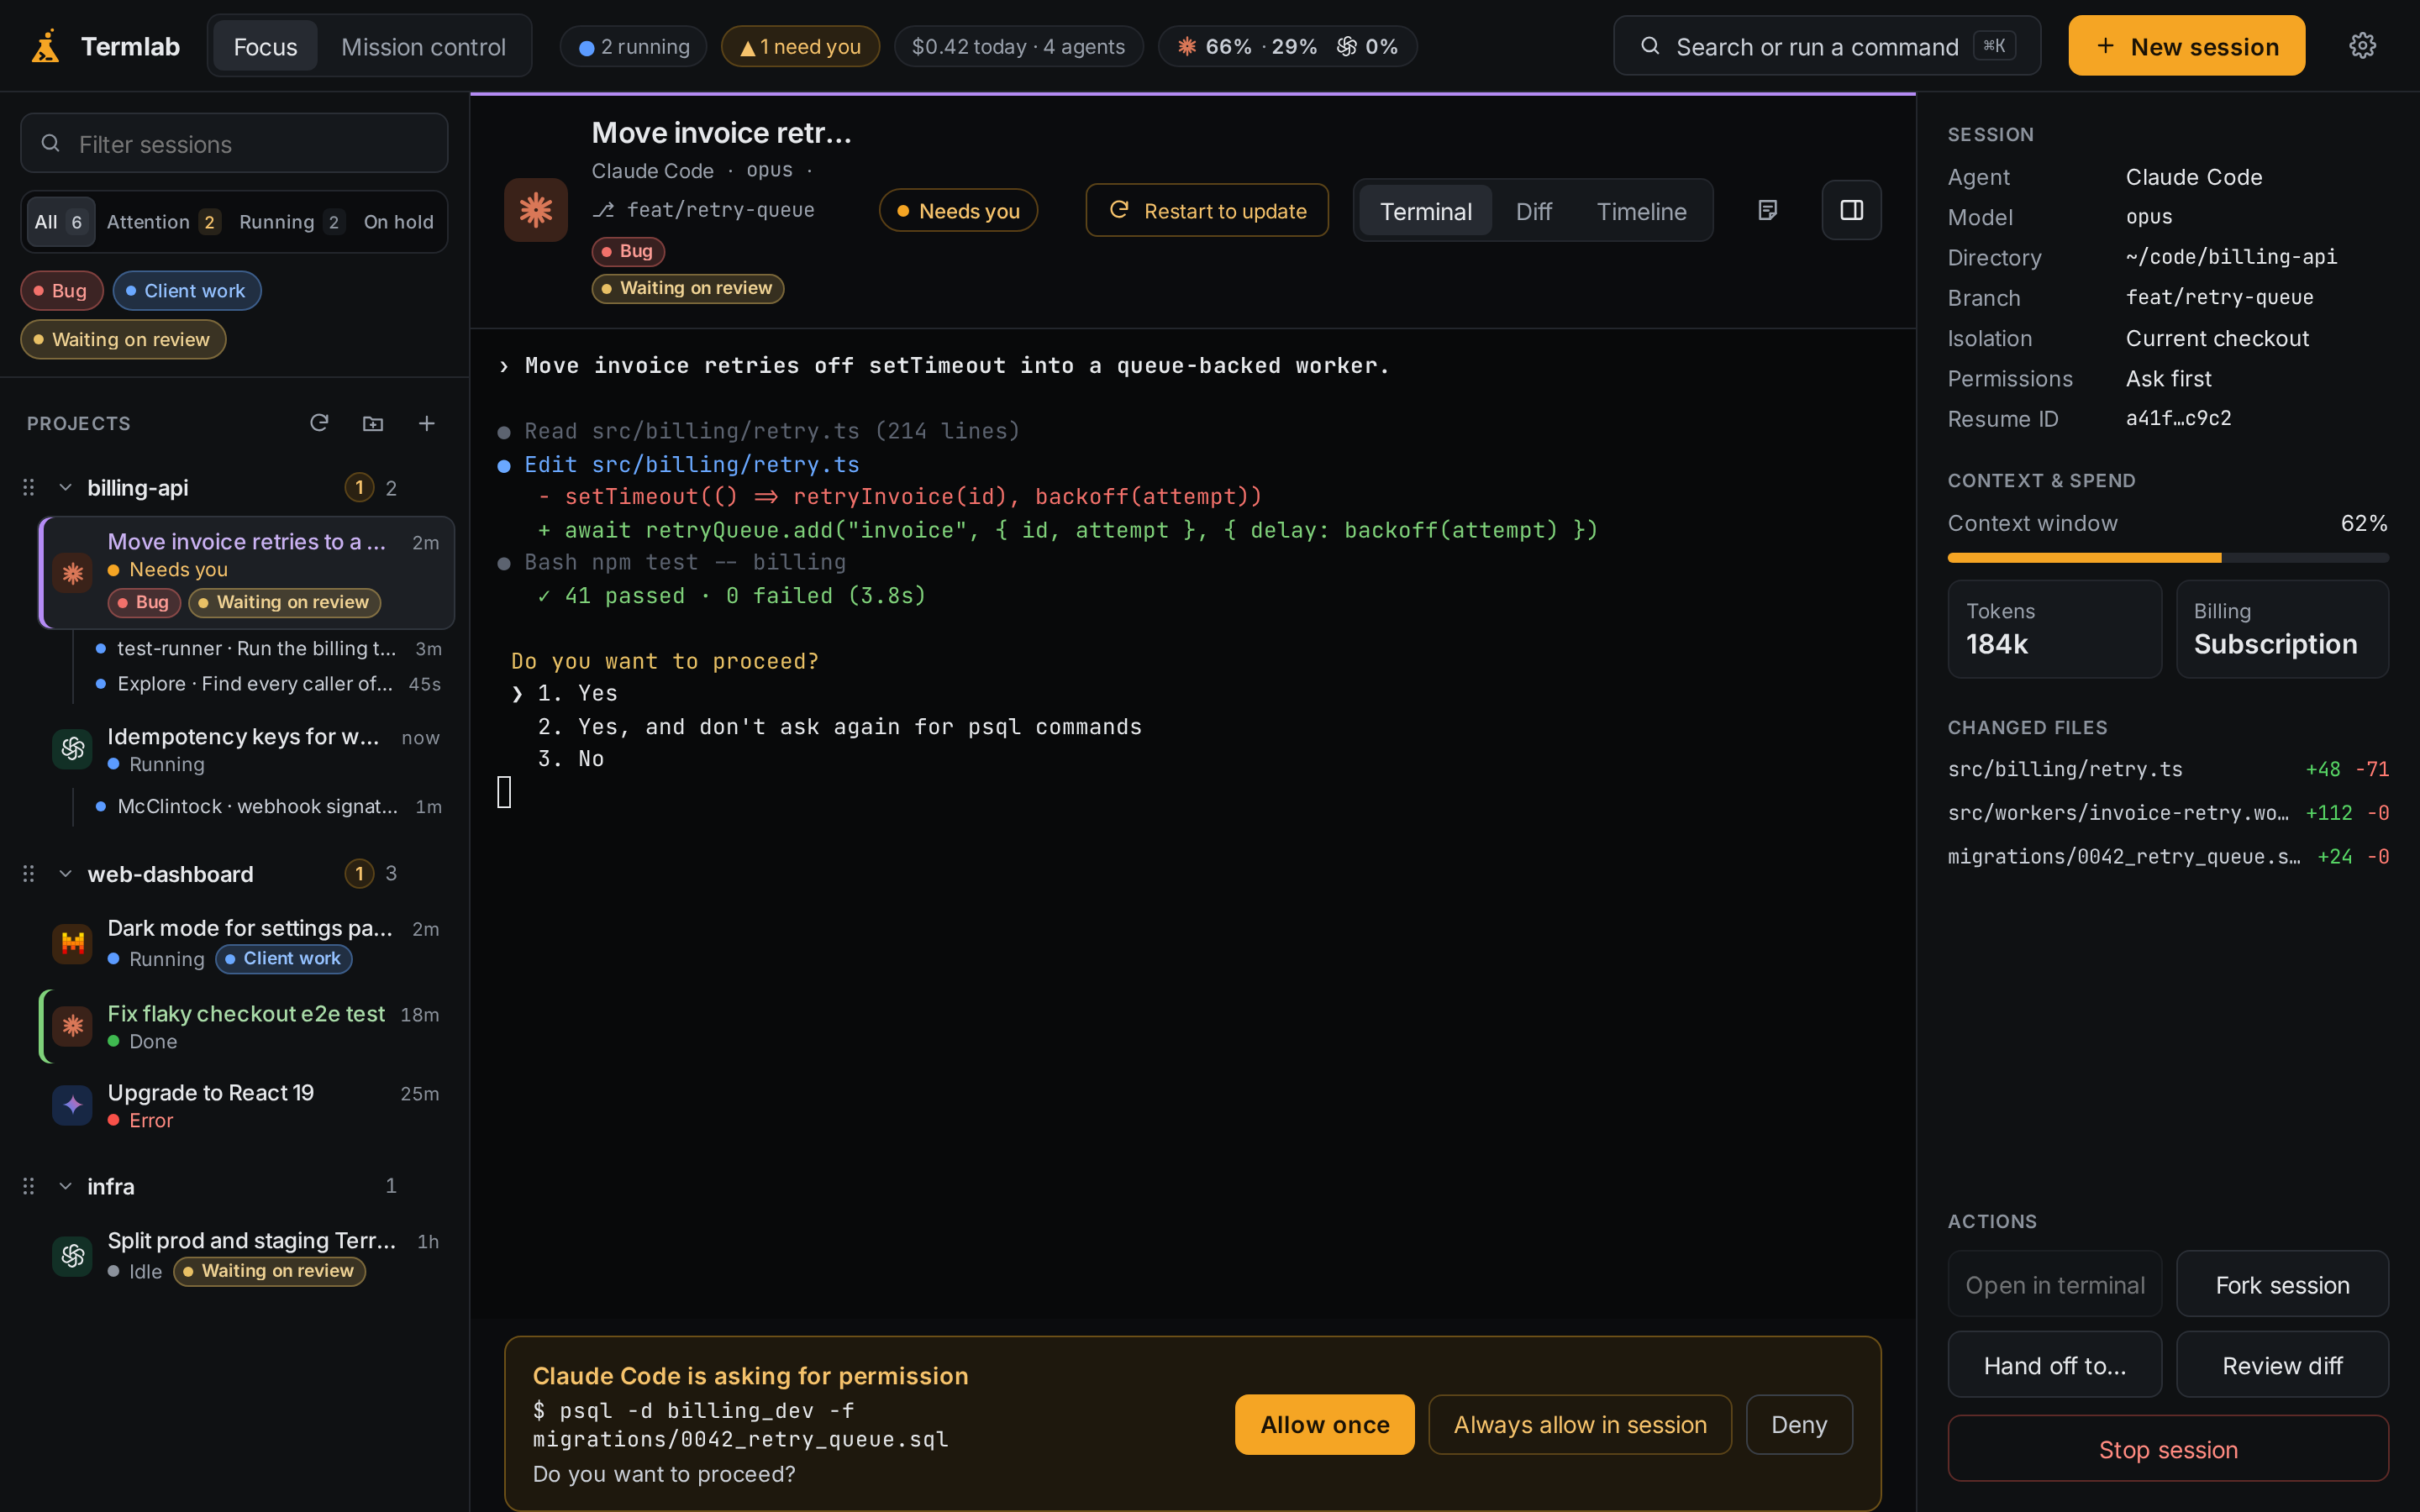 Termlab
Focus
Mission control
2 running
1 need you
$0.42 today · 4 agents
66% · 29% 0%
Search or run a command ⌘K
+ New session
Filter sessions
All 6
Attention 2
Running 2
On hold
Bug
Client work
Waiting on review
PROJECTS
billing-api 1 2
Move invoice retries to a ... 2m
Needs you
Bug
Waiting on review
test-runner · Run the billing t... 3m
Explore · Find every caller of... 45s
Idempotency keys for w... now
Running
McClintock · webhook signat... 1m
web-dashboard 1 3
Dark mode for settings pa... 2m
Running Client work
Fix flaky checkout e2e test 18m
Done
Upgrade to React 19 25m
Error
infra 1
Split prod and staging Terr... 1h
Idle Waiting on review
Move invoice retr...
Claude Code · opus ·
feat/retry-queue
Bug
Waiting on review
Needs you
Restart to update
Terminal
Diff
Timeline
› Move invoice retries off setTimeout into a queue-backed worker.
● Read src/billing/retry.ts (214 lines)
● Edit src/billing/retry.ts
- setTimeout(() => retryInvoice(id), backoff(attempt))
+ await retryQueue.add("invoice", { id, attempt }, { delay: backoff(attempt) })
● Bash npm test -- billing
✓ 41 passed · 0 failed (3.8s)
Do you want to proceed?
❯ 1. Yes
2. Yes, and don't ask again for psql commands
3. No
Claude Code is asking for permission
$ psql -d billing_dev -f
migrations/0042_retry_queue.sql
Do you want to proceed?
Allow once
Always allow in session
Deny
SESSION
Agent Claude Code
Model opus
Directory ~/code/billing-api
Branch feat/retry-queue
Isolation Current checkout
Permissions Ask first
Resume ID a41f…c9c2
CONTEXT & SPEND
Context window 62%
Tokens
184k
Billing
Subscription
CHANGED FILES
src/billing/retry.ts +48 -71
src/workers/invoice-retry.wo… +112 -0
migrations/0042_retry_queue.s… +24 -0
ACTIONS
Open in terminal
Fork session
Hand off to...
Review diff
Stop session